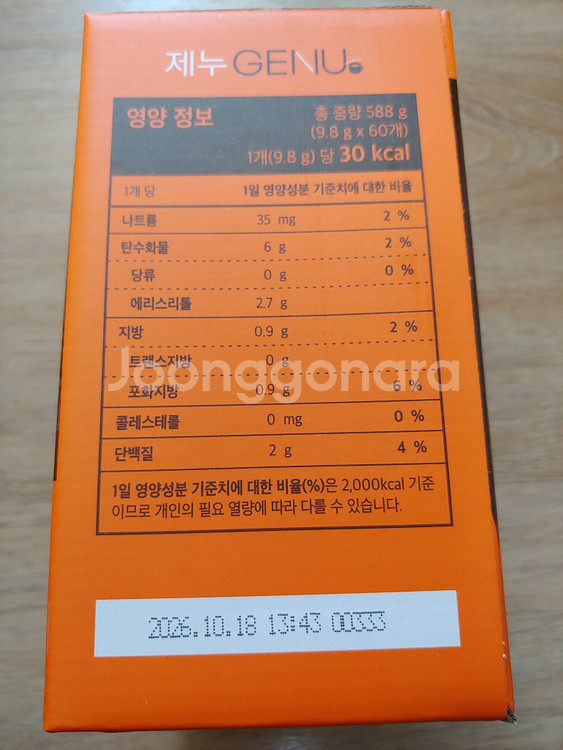 제누 GENU
영양 정보
총 중량 588 g
(9.8 g x 60개)
1개(9.8 g) 당 30 kcal
1개 당 1일 영양성분 기준치에 대한 비율
나트륨 35 mg 2 %
탄수화물 6 g 2 %
당류 0 g 0 %
에리스리톨 2.7 g
지방 0.9 g 2 %
트랜스지방 0 g
Joonggonara
포화지방 0.9 g 6 %
콜레스테롤 0 mg 0 %
단백질 2 g 4 %
1일 영양성분 기준치에 대한 비율(%)은 2,000kcal 기준
이므로 개인의 필요 열량에 따라 다를 수 있습니다.
2026.10.18 13:43 00333